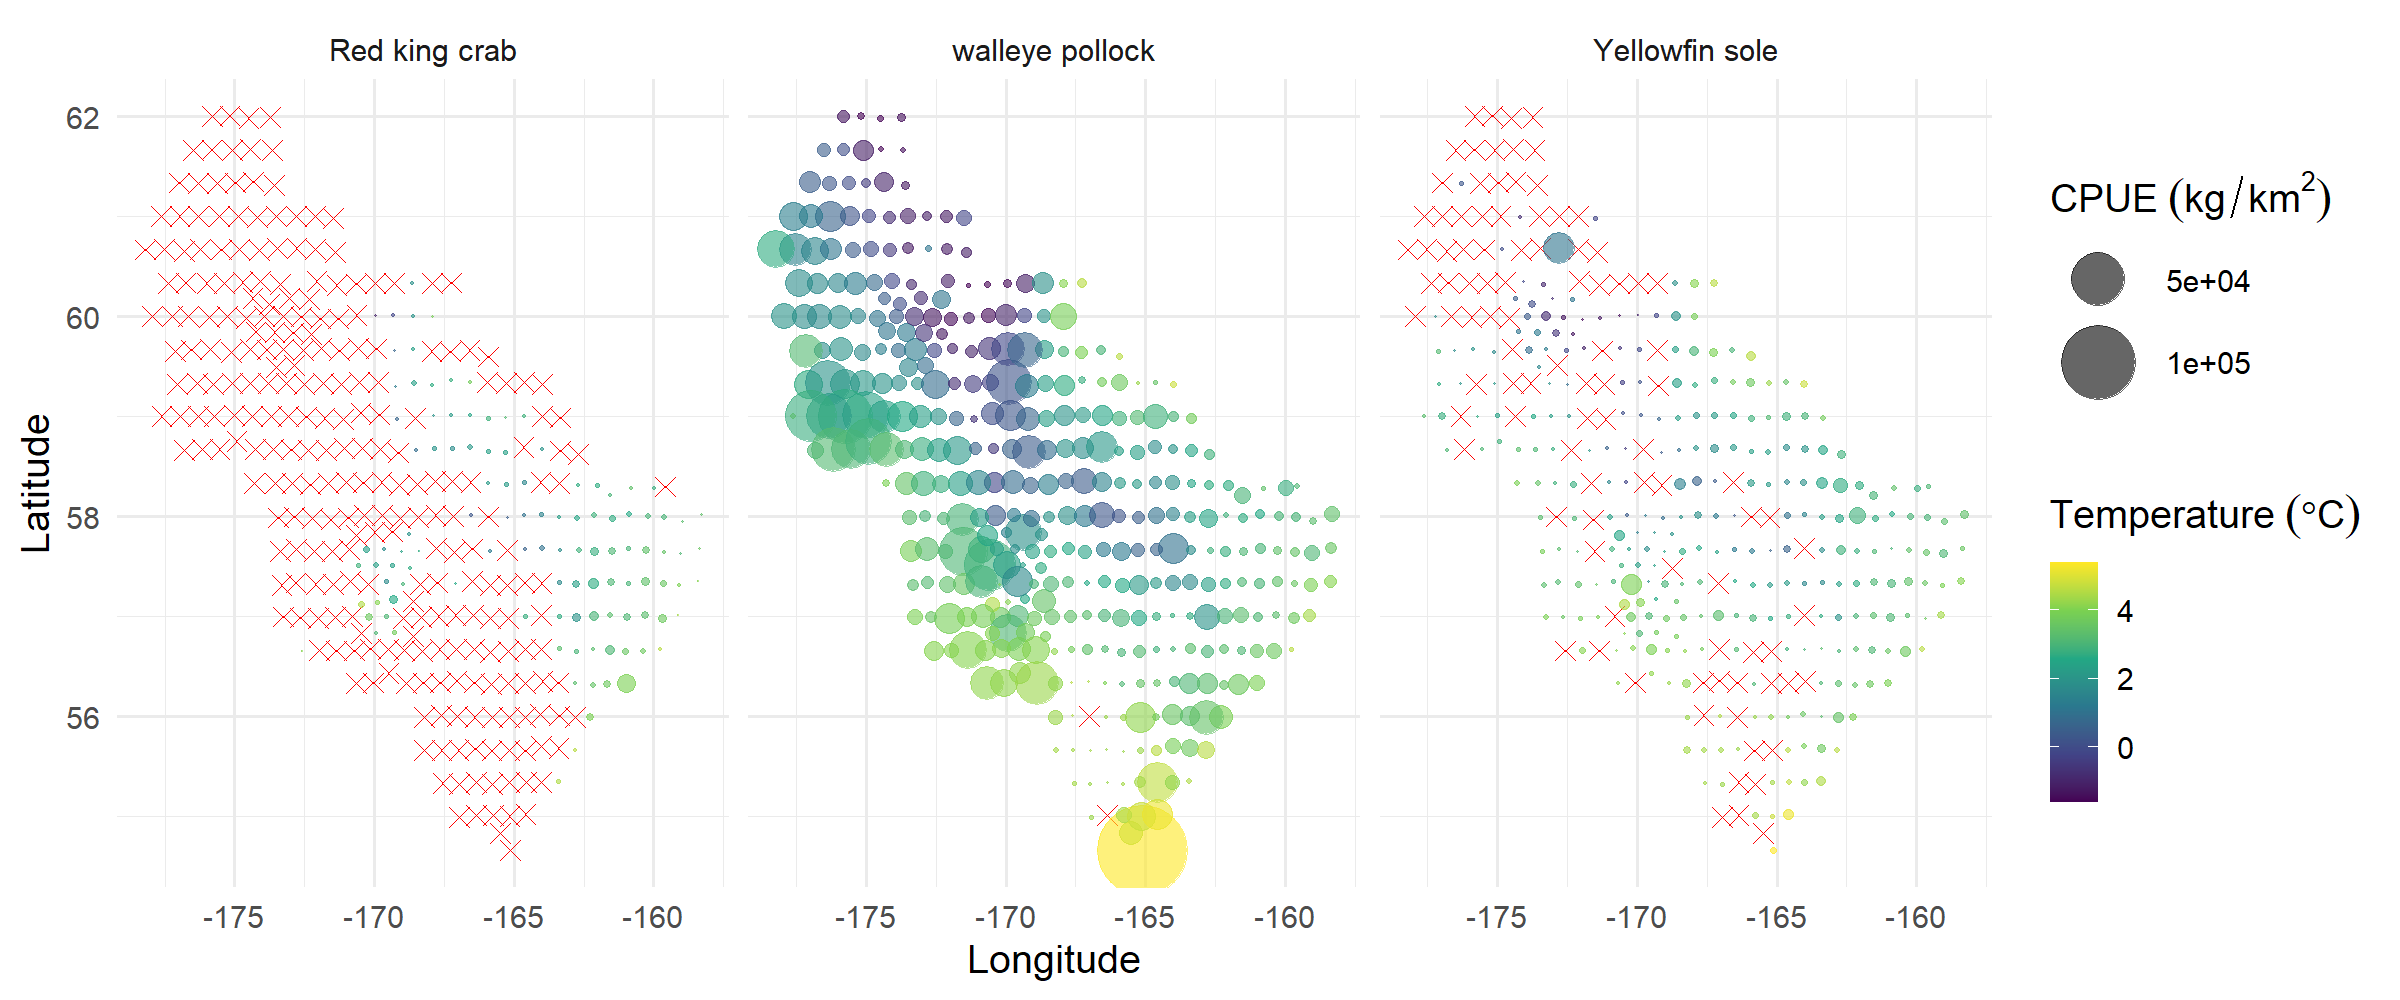 Red king crab
walleye pollock
Yellowfin sole
62
60
58
56
Latitude
-175
-170
-165
-160
-175
-170
-165
-160
-175
-170
-165
-160
Longitude
CPUE (kg/km²)
5e+04
1e+05
Temperature (°C)
4
2
0